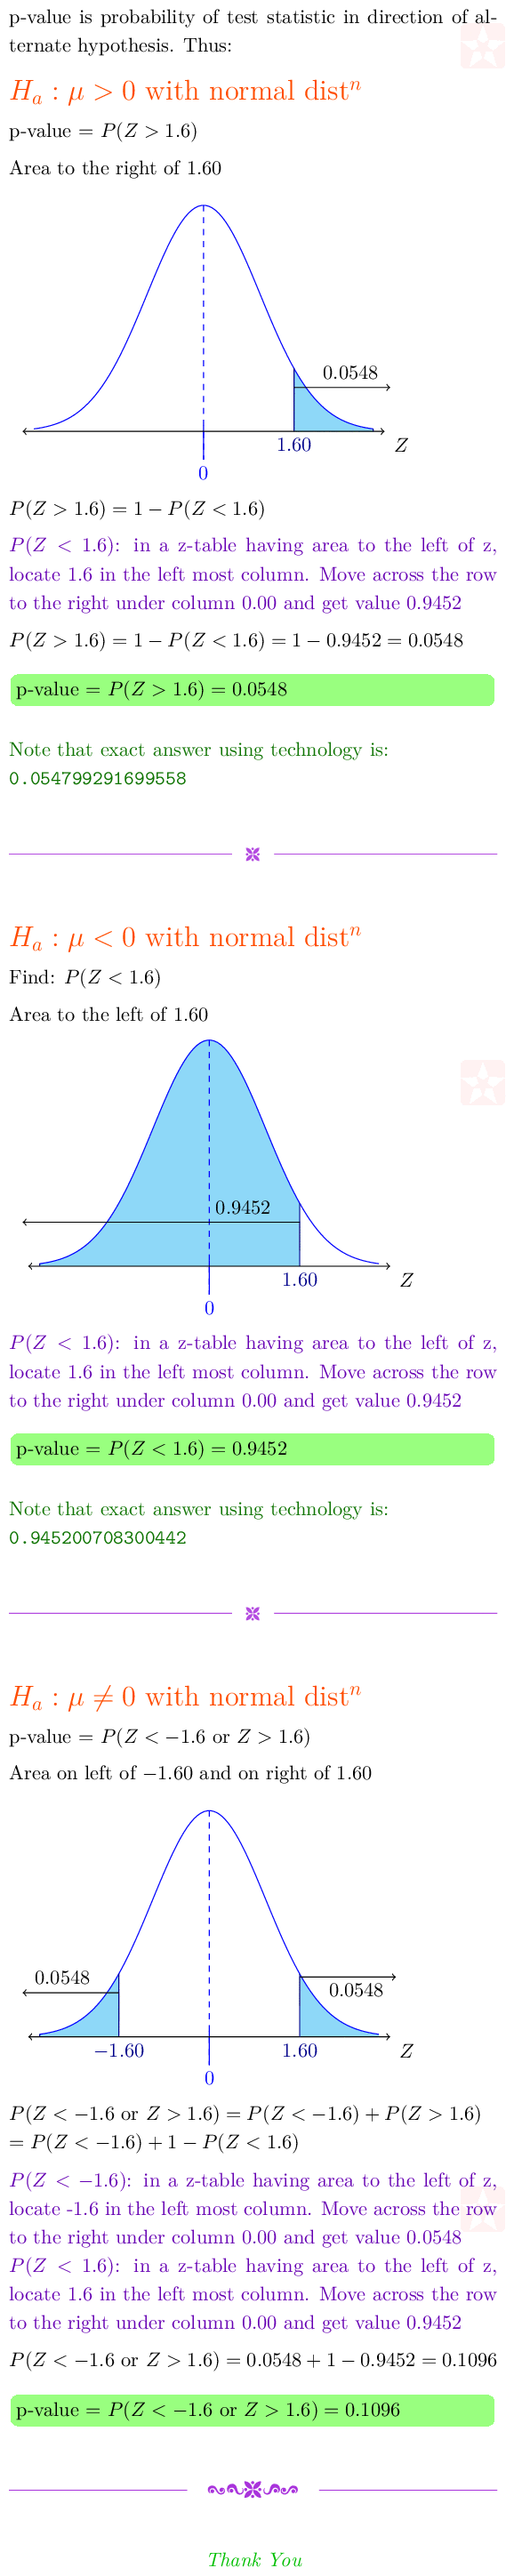 p-value is probability of test statistic in direction of al-
ternate hypothesis. Thus:
Hₐ : μ > 0 with normal distⁿ
p-value = P(Z > 1.6)
Area to the right of 1.60
0.0548
1.60
Z
0
P(Z > 1.6) = 1 − P(Z < 1.6)
P(Z < 1.6): in a z-table having area to the left of z,
locate 1.6 in the left most column. Move across the row
to the right under column 0.00 and get value 0.9452
P(Z > 1.6) = 1 − P(Z < 1.6) = 1 − 0.9452 = 0.0548
p-value = P(Z > 1.6) = 0.0548
Note that exact answer using technology is:
0.054799291699558
Hₐ : μ < 0 with normal distⁿ
Find: P(Z < 1.6)
Area to the left of 1.60
0.9452
1.60
Z
0
P(Z < 1.6): in a z-table having area to the left of z,
locate 1.6 in the left most column. Move across the row
to the right under column 0.00 and get value 0.9452
p-value = P(Z < 1.6) = 0.9452
Note that exact answer using technology is:
0.945200708300442
Hₐ : μ ≠ 0 with normal distⁿ
p-value = P(Z < −1.6 or Z > 1.6)
Area on left of −1.60 and on right of 1.60
0.0548
0.0548
−1.60
1.60
Z
0
P(Z < −1.6 or Z > 1.6) = P(Z < −1.6) + P(Z > 1.6)
= P(Z < −1.6) + 1 − P(Z < 1.6)
P(Z < −1.6): in a z-table having area to the left of z,
locate -1.6 in the left most column. Move across the row
to the right under column 0.00 and get value 0.0548
P(Z < 1.6): in a z-table having area to the left of z,
locate 1.6 in the left most column. Move across the row
to the right under column 0.00 and get value 0.9452
P(Z < −1.6 or Z > 1.6) = 0.0548 + 1 − 0.9452 = 0.1096
p-value = P(Z < −1.6 or Z > 1.6) = 0.1096
Thank You